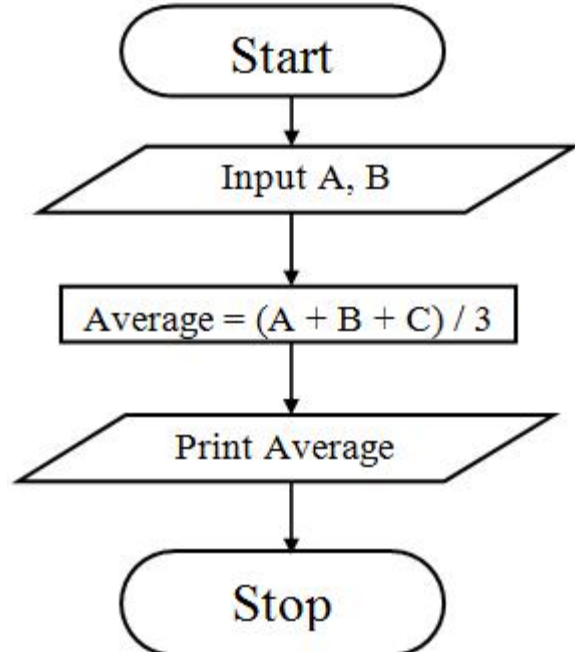 Start
Input A, B
Average = (A + B + C) / 3
Print Average
Stop